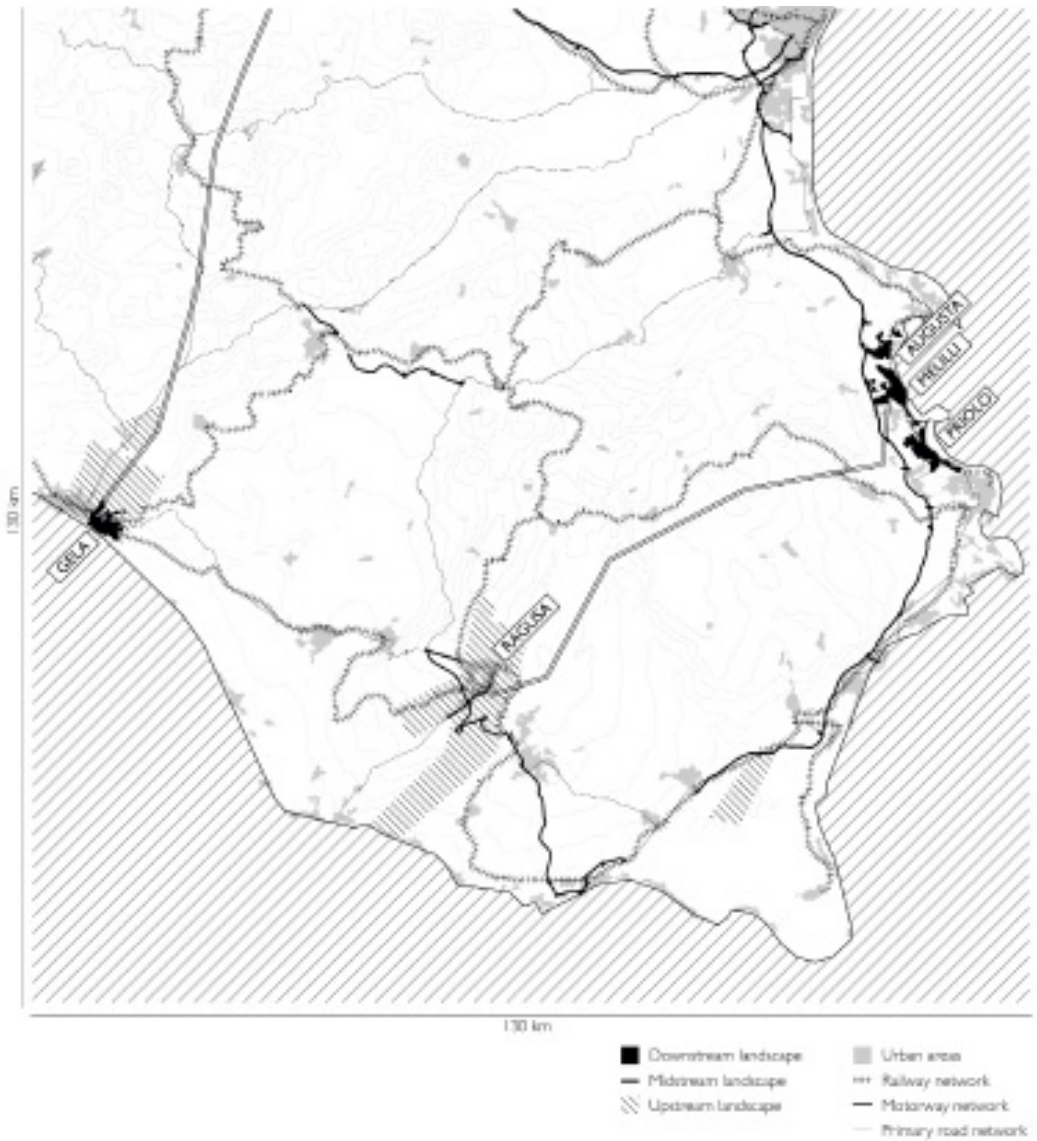 AUGUSTA
MELILLI
PRIOLO
130 km
GELA
RAGUSA
130 km
Downstream landscape
Midstream landscape
Upstream landscape
Urban areas
Railway network
Motorway network
Primary road network